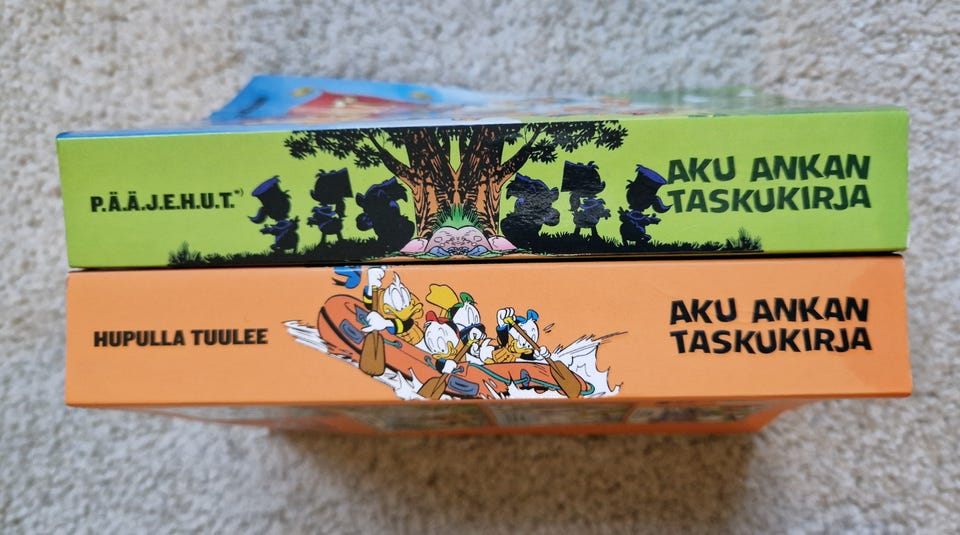 P.Ä.Ä.J.E.H.U.T.*)
AKU ANKAN
TASKUKIRJA
HUPULLA TUULEE
AKU ANKAN
TASKUKIRJA